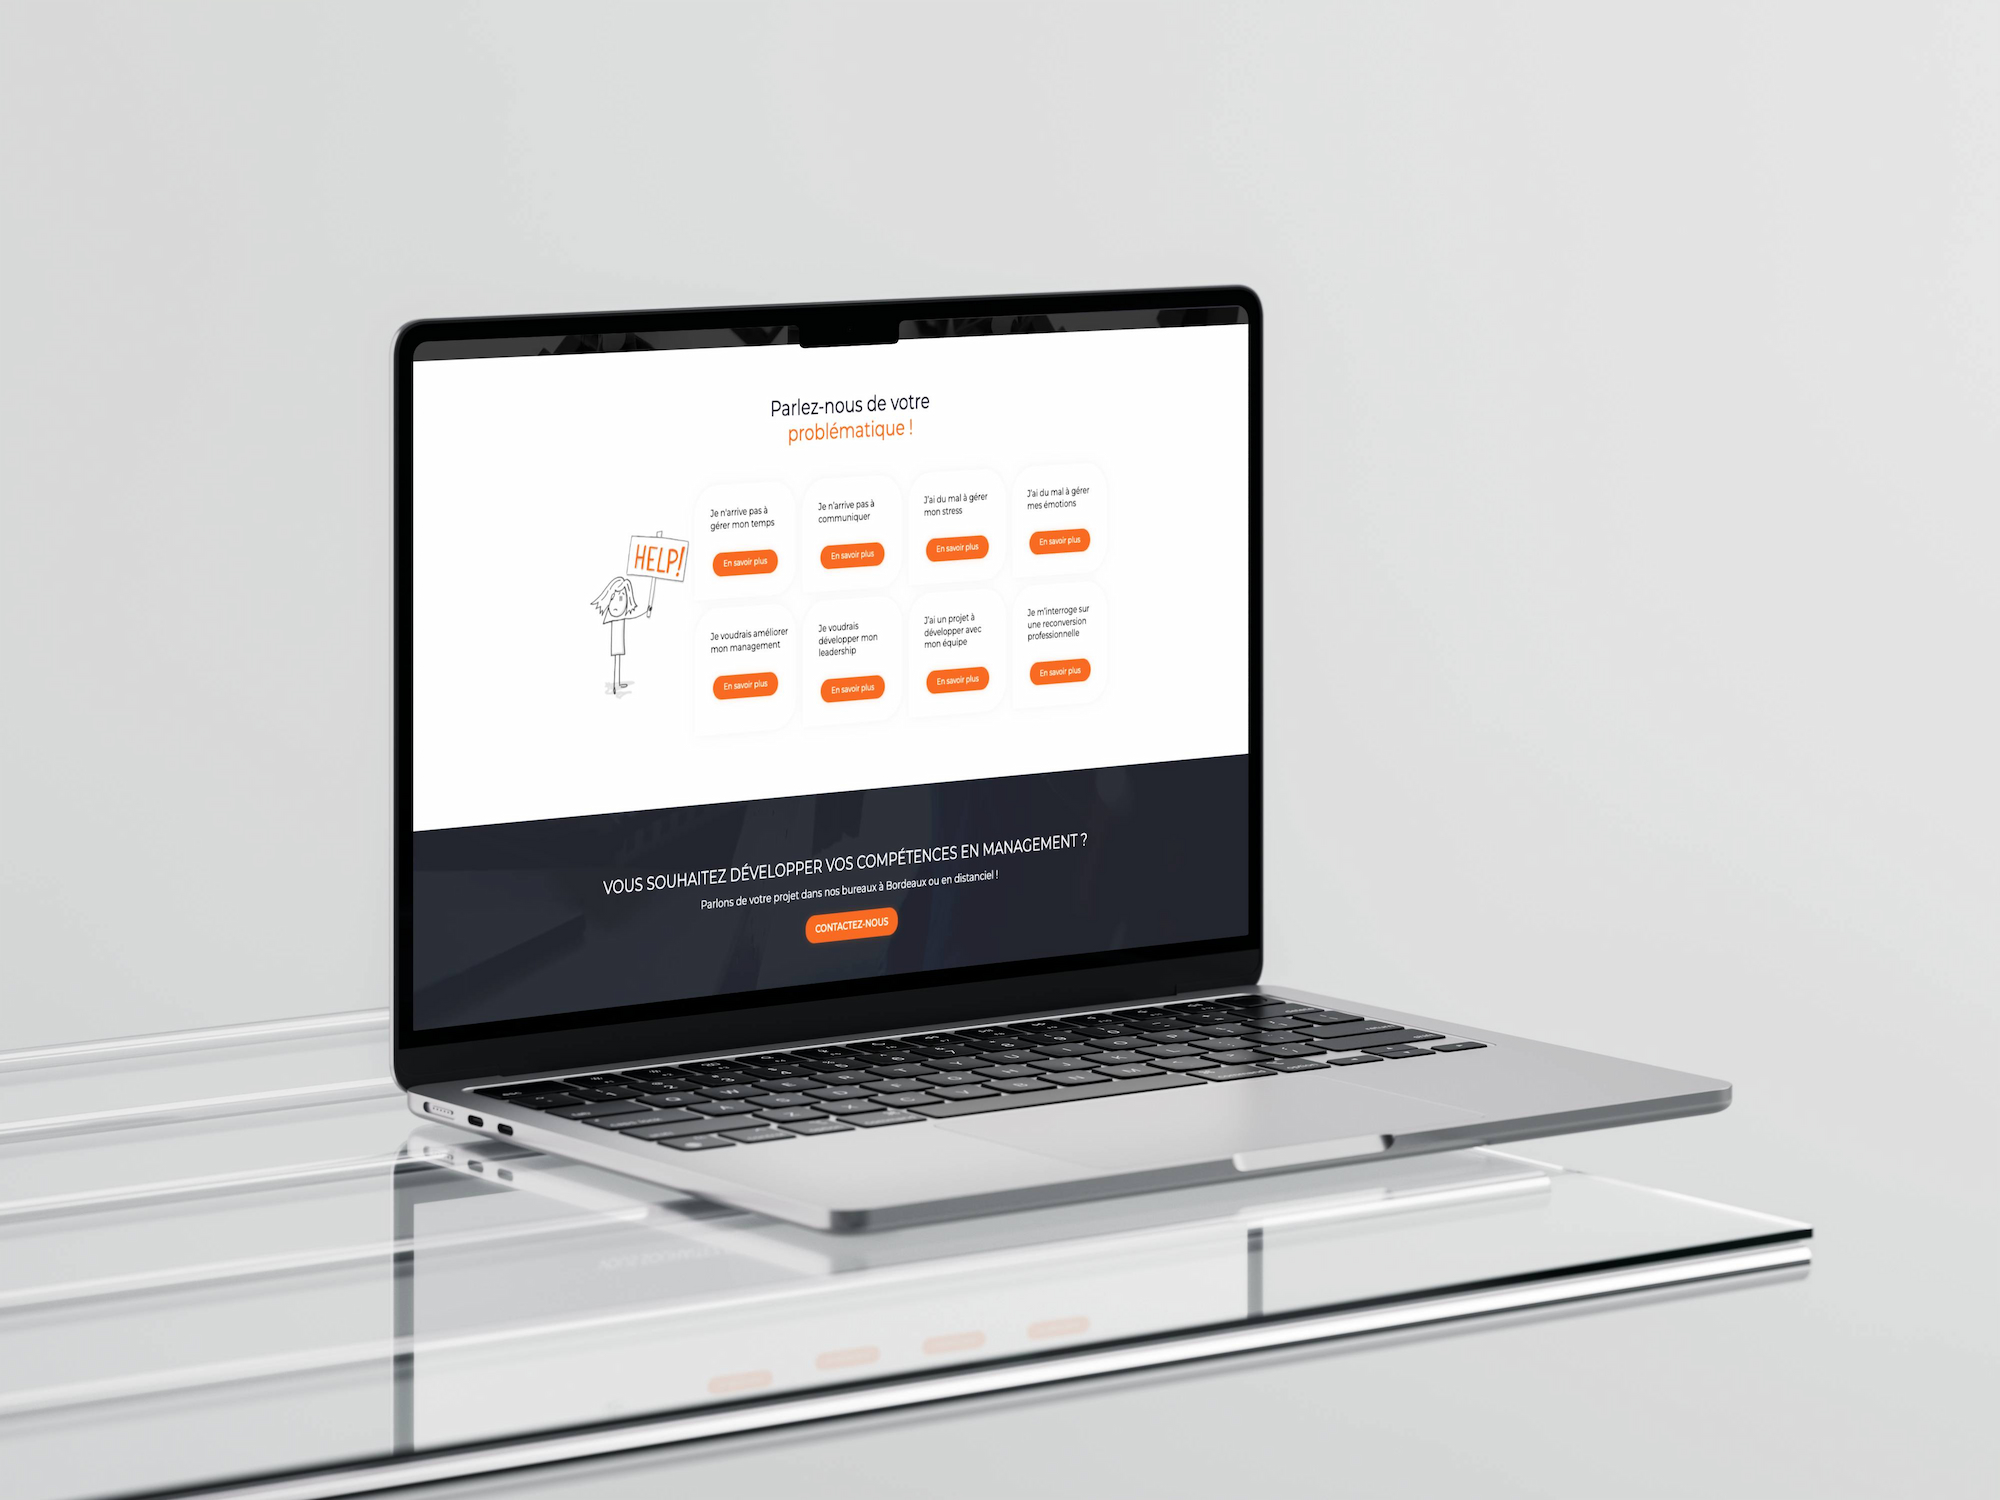 Parlez-nous de votre
problématique !
HELP!
Je n'arrive pas à
gérer mon temps
En savoir plus
Je n'arrive pas à
communiquer
En savoir plus
J'ai du mal à gérer
mon stress
En savoir plus
J'ai du mal à gérer
mes émotions
En savoir plus
Je voudrais améliorer
mon management
En savoir plus
Je voudrais
développer mon
leadership
En savoir plus
J'ai un projet à
développer avec
mon équipe
En savoir plus
Je m'interroge sur
une reconversion
professionnelle
En savoir plus
VOUS SOUHAITEZ DÉVELOPPER VOS COMPÉTENCES EN MANAGEMENT ?
Parlons de votre projet dans nos bureaux à Bordeaux ou en distanciel !
CONTACTEZ-NOUS